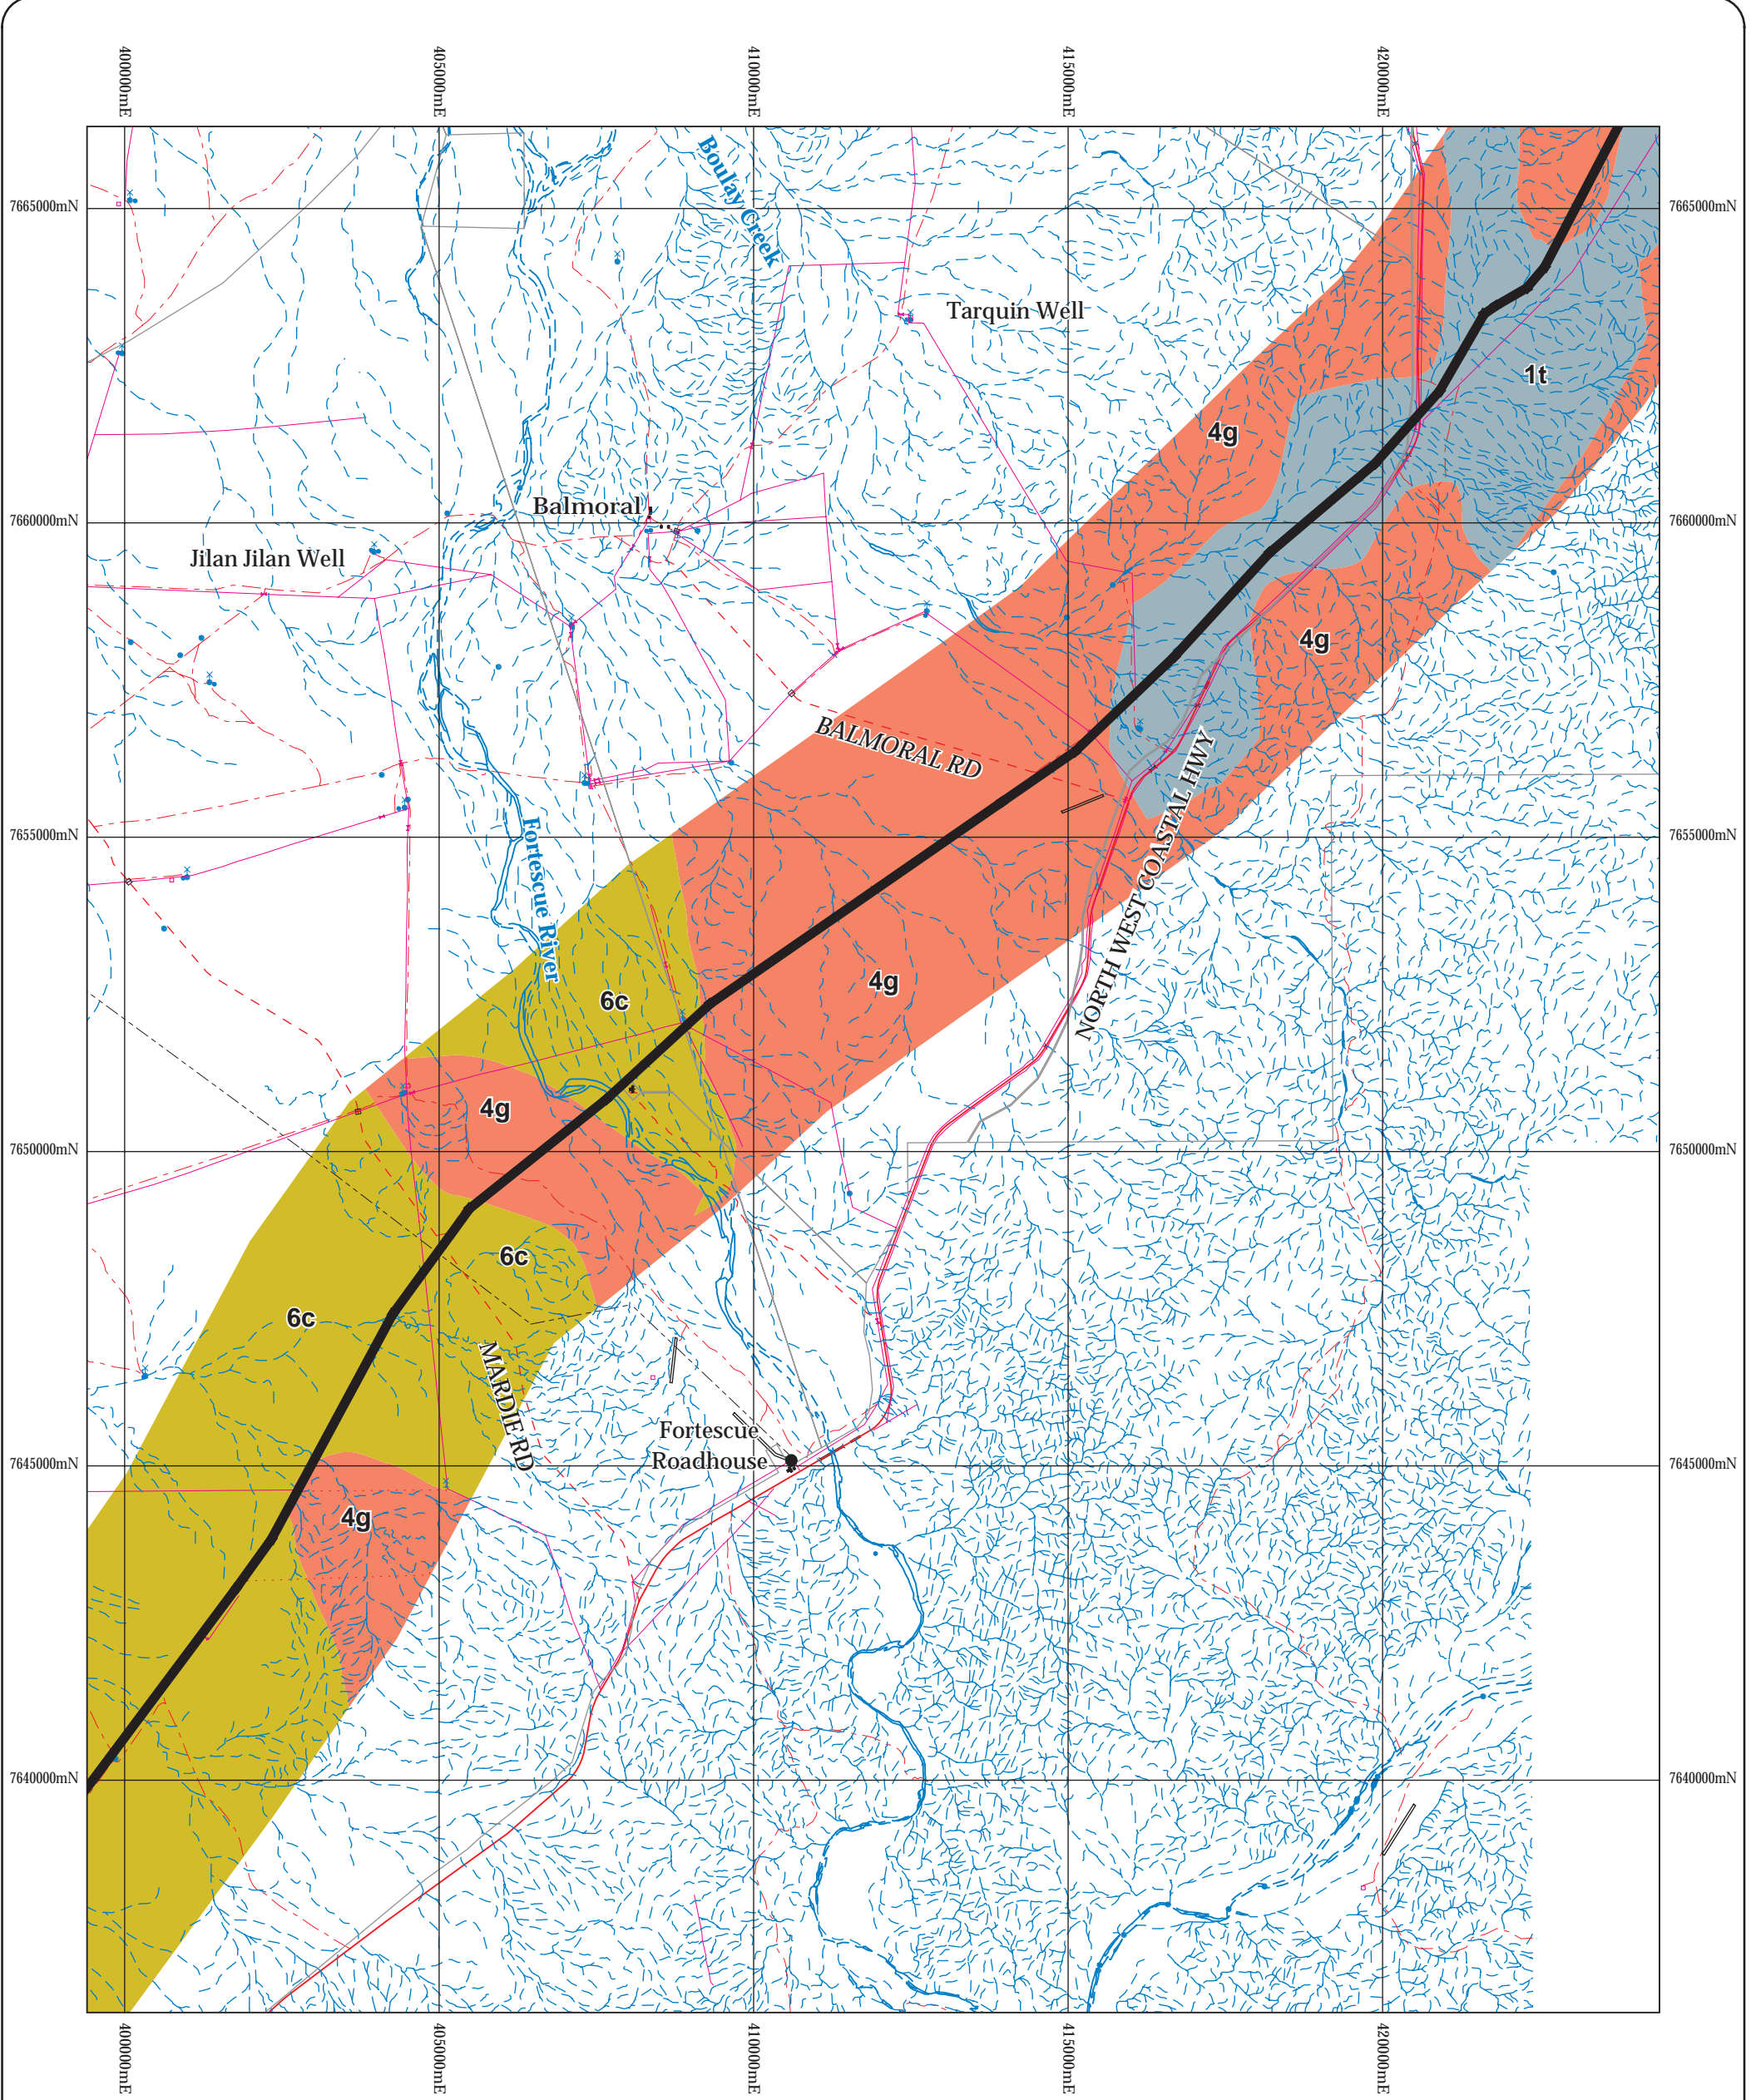 400000mE
405000mE
410000mE
415000mE
420000mE
7665000mN
7665000mN
Boulay Creek
Tarquin Well
1t
4g
Balmoral
7660000mN
7660000mN
Jilan Jilan Well
4g
BALMORAL RD
NORTH WEST COASTAL HWY
7655000mN
7655000mN
Fortescue River
4g
6c
4g
7650000mN
7650000mN
6c
6c
MARDIE RD
Fortescue
Roadhouse
7645000mN
7645000mN
4g
7640000mN
7640000mN
400000mE
405000mE
410000mE
415000mE
420000mE